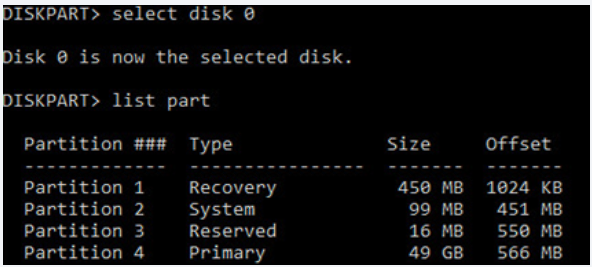 DISKPART> select disk 0
Disk 0 is now the selected disk.
DISKPART> list part
Partition ###  Type              Size     Offset
-------------  ----------------  -------  -------
Partition 1    Recovery           450 MB  1024 KB
Partition 2    System              99 MB   451 MB
Partition 3    Reserved            16 MB   550 MB
Partition 4    Primary             49 GB   566 MB